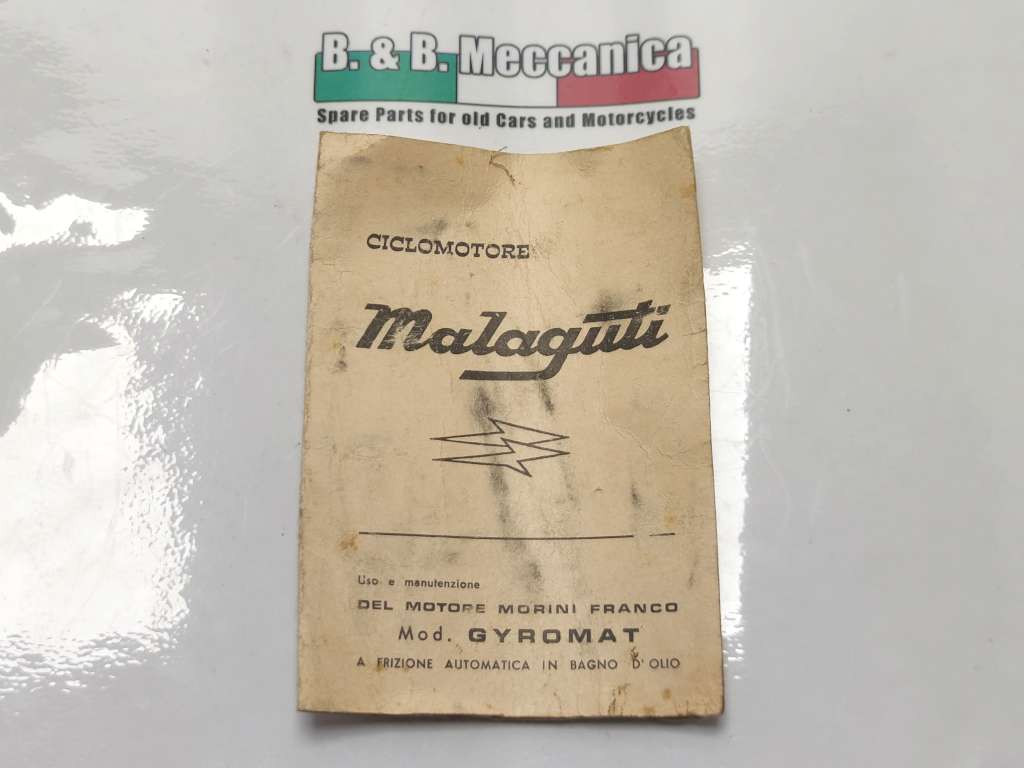 B. & B. Meccanica
Spare Parts for old Cars and Motorcycles
CICLOMOTORE
Malaguti
Uso e manutenzione
DEL MOTORE MORINI FRANCO
Mod. GYROMAT
A FRIZIONE AUTOMATICA IN BAGNO D'OLIO